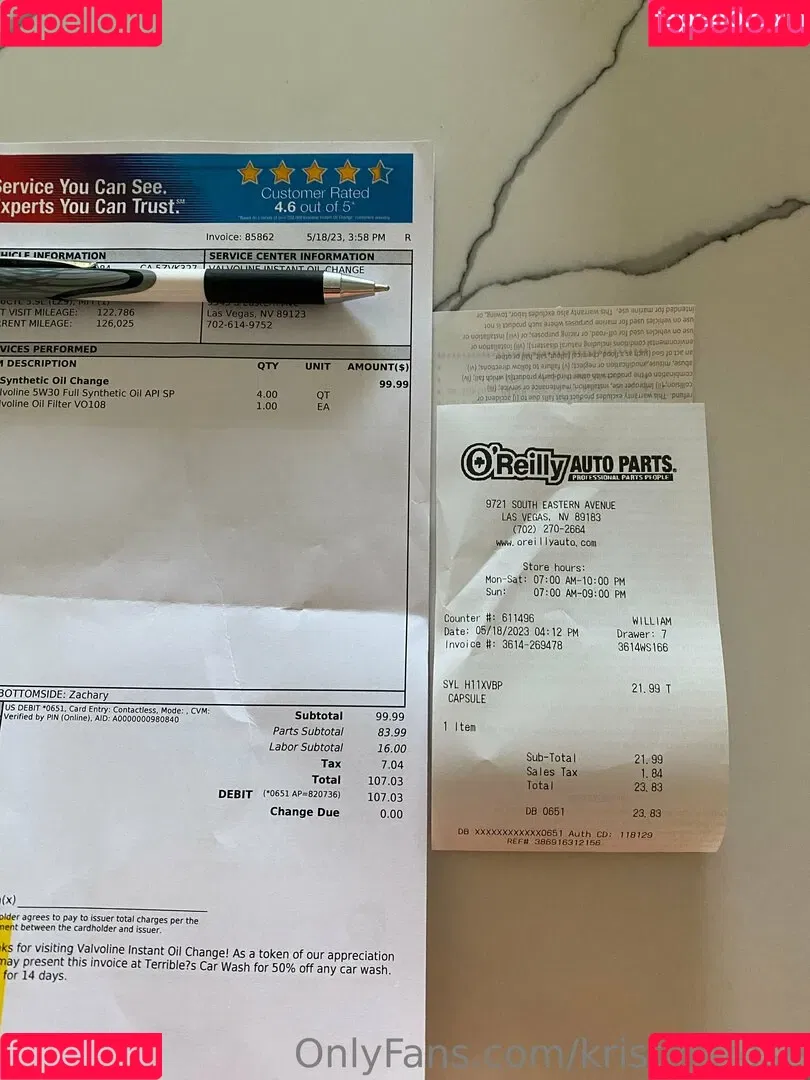 fapello.ru
fapello.ru
Service You Can See.
Experts You Can Trust.
Customer Rated
4.6 out of 5*
Invoice: 85862 5/18/23, 3:58 PM R
VEHICLE INFORMATION
SERVICE CENTER INFORMATION
VALVOLINE INSTANT OIL CHANGE
Las Vegas, NV 89123
702-614-9752
T VISIT MILEAGE: 122,786
RENT MILEAGE: 126,025
VICES PERFORMED
M DESCRIPTION QTY UNIT AMOUNT($)
Synthetic Oil Change 99.99
lvoline 5W30 Full Synthetic Oil API SP 4.00 QT
lvoline Oil Filter VO108 1.00 EA
BOTTOMSIDE: Zachary
US DEBIT *0651, Card Entry: Contactless, Mode: , CVM:
Verified by PIN (Online), AID: A0000000980840
Subtotal 99.99
Parts Subtotal 83.99
Labor Subtotal 16.00
Tax 7.04
Total 107.03
DEBIT (*0651 AP=820736) 107.03
Change Due 0.00
(x)
older agrees to pay to issuer total charges per the
ment between the cardholder and issuer.
ks for visiting Valvoline Instant Oil Change! As a token of our appreciation
may present this invoice at Terrible?s Car Wash for 50% off any car wash.
for 14 days.
O'Reilly AUTO PARTS.
PROFESSIONAL PARTS PEOPLE
9721 SOUTH EASTERN AVENUE
LAS VEGAS, NV 89183
(702) 270-2664
www.oreillyauto.com
Store hours:
Mon-Sat: 07:00 AM-10:00 PM
Sun: 07:00 AM-09:00 PM
Counter #: 611496 WILLIAM
Date: 05/18/2023 04:12 PM Drawer: 7
Invoice #: 3614-269478 3614WS166
SYL H11XVBP 21.99 T
CAPSULE
1 Item
Sub-Total 21.99
Sales Tax 1.84
Total 23.83
DB 0651 23.83
DB XXXXXXXXXXXX0651 Auth CD: 118129
REF# 386916312156
OnlyFans.com/kris
fapello.ru
fapello.ru